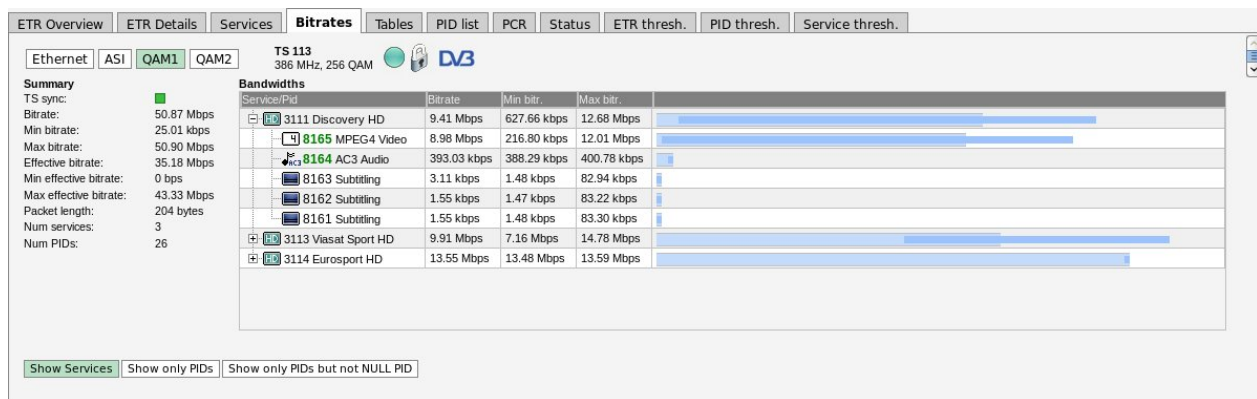 ETR Overview ETR Details Services Bitrates Tables PID list PCR Status ETR thresh. PID thresh. Service thresh.
Ethernet ASI QAM1 QAM2 TS 113
386 MHz, 256 QAM DVB
Summary
TS sync:
Bitrate: 50.87 Mbps
Min bitrate: 25.01 kbps
Max bitrate: 50.90 Mbps
Effective bitrate: 35.18 Mbps
Min effective bitrate: 0 bps
Max effective bitrate: 43.33 Mbps
Packet length: 204 bytes
Num services: 3
Num PIDs: 26
Bandwidths
Service/Pid Bitrate Min bitr. Max bitr.
HD 3111 Discovery HD 9.41 Mbps 627.66 kbps 12.68 Mbps
4 8165 MPEG4 Video 8.98 Mbps 216.80 kbps 12.01 Mbps
AC3 8164 AC3 Audio 393.03 kbps 388.29 kbps 400.78 kbps
8163 Subtitling 3.11 kbps 1.48 kbps 82.94 kbps
8162 Subtitling 1.55 kbps 1.47 kbps 83.22 kbps
8161 Subtitling 1.55 kbps 1.48 kbps 83.30 kbps
HD 3113 Viasat Sport HD 9.91 Mbps 7.16 Mbps 14.78 Mbps
HD 3114 Eurosport HD 13.55 Mbps 13.48 Mbps 13.59 Mbps
Show Services Show only PIDs Show only PIDs but not NULL PID